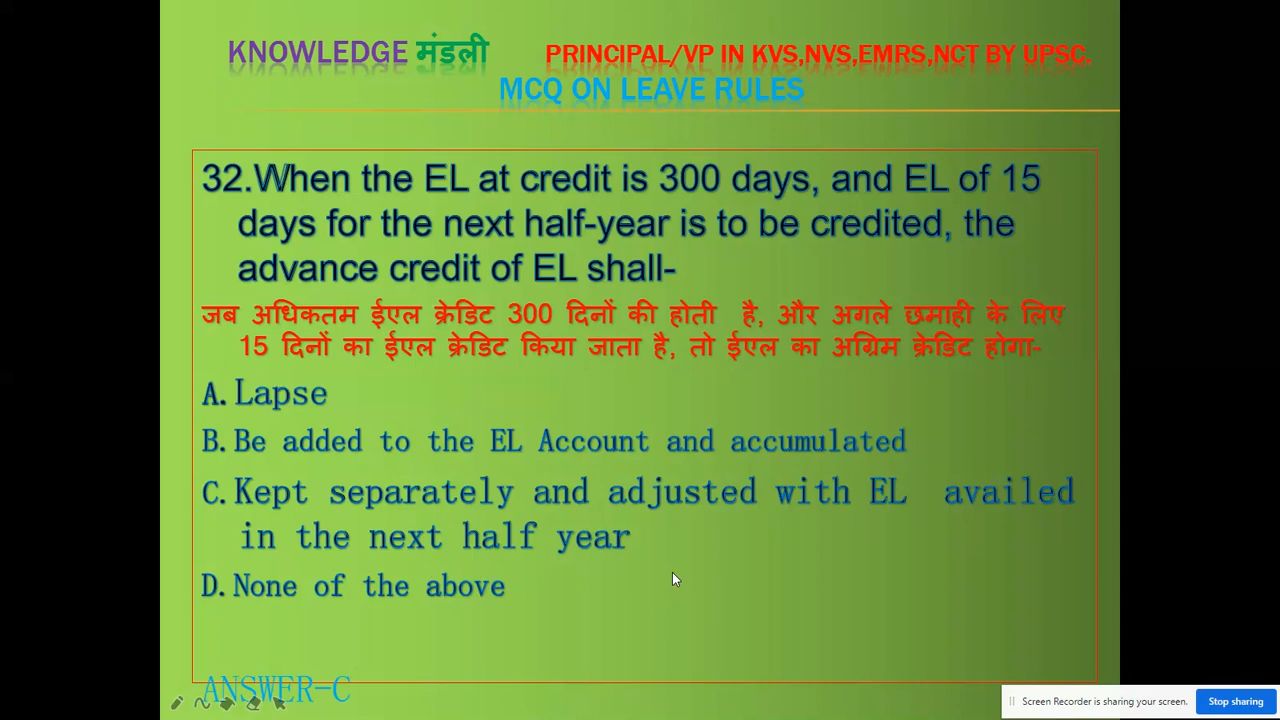 KNOWLEDGE मंडली PRINCIPAL/VP IN KVS,NVS,EMRS,NCT BY UPSC.
MCQ ON LEAVE RULES
32.When the EL at credit is 300 days, and EL of 15
days for the next half-year is to be credited, the
advance credit of EL shall-
जब अधिकतम ईएल क्रेडिट 300 दिनों की होती है, और अगले छमाही के लिए
15 दिनों का ईएल क्रेडिट किया जाता है, तो ईएल का अग्रिम क्रेडिट होगा-
A.Lapse
B.Be added to the EL Account and accumulated
C.Kept separately and adjusted with EL availed
in the next half year
D.None of the above
ANSWER-C
Screen Recorder is sharing your screen. Stop sharing